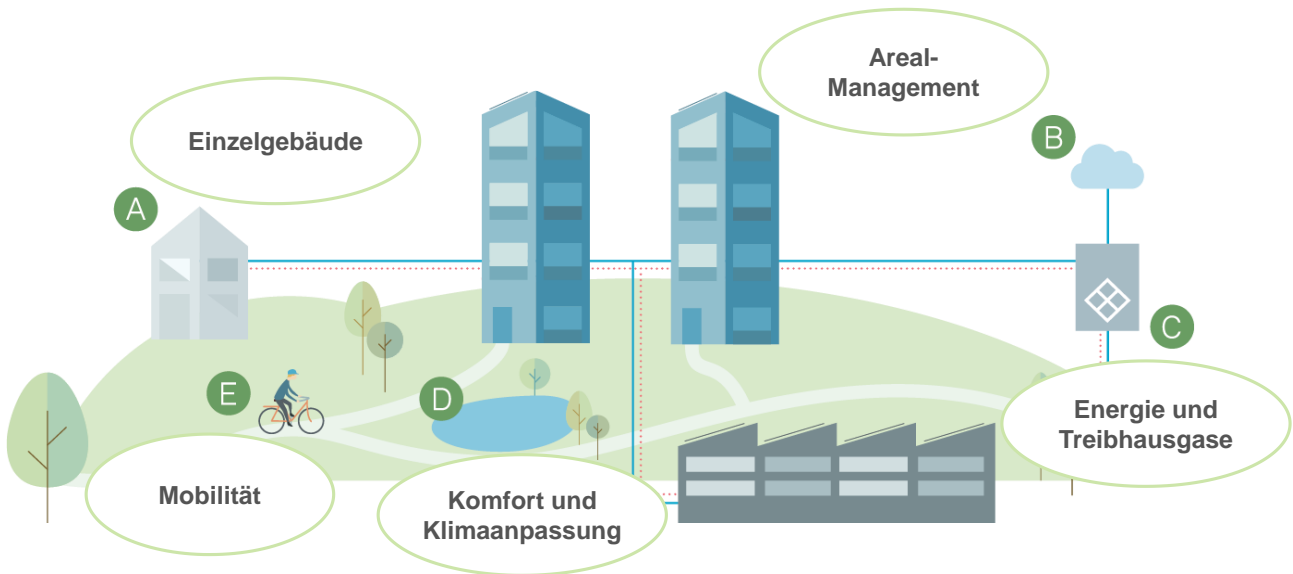 Areal-
Management
Einzelgebäude
B
A
C
E
D
Energie und
Treibhausgase
Mobilität
Komfort und
Klimaanpassung